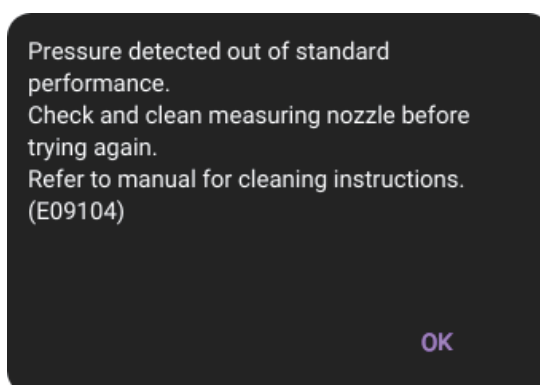 Pressure detected out of standard
performance.
Check and clean measuring nozzle before
trying again.
Refer to manual for cleaning instructions.
(E09104)
OK